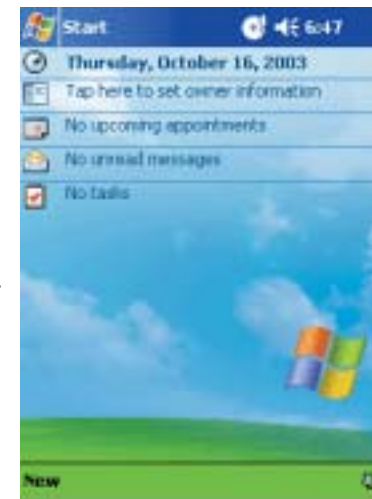 Start 6:47
Thursday, October 16, 2003
Tap here to set owner information
No upcoming appointments
No unread messages
No tasks
New